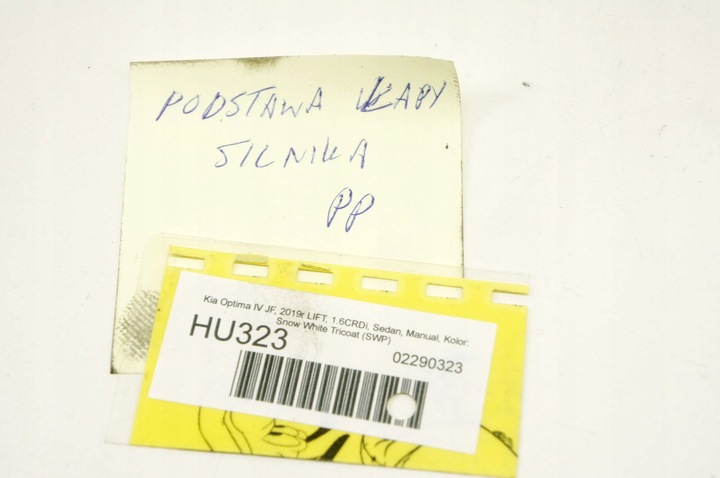 PODSTAWA ŁAPY
SILNIKA
PP
Kia Optima IV JF, 2019r LIFT, 1.6CRDi, Sedan, Manual, Kolor:
Snow White Tricoat (SWP)
HU323
02290323